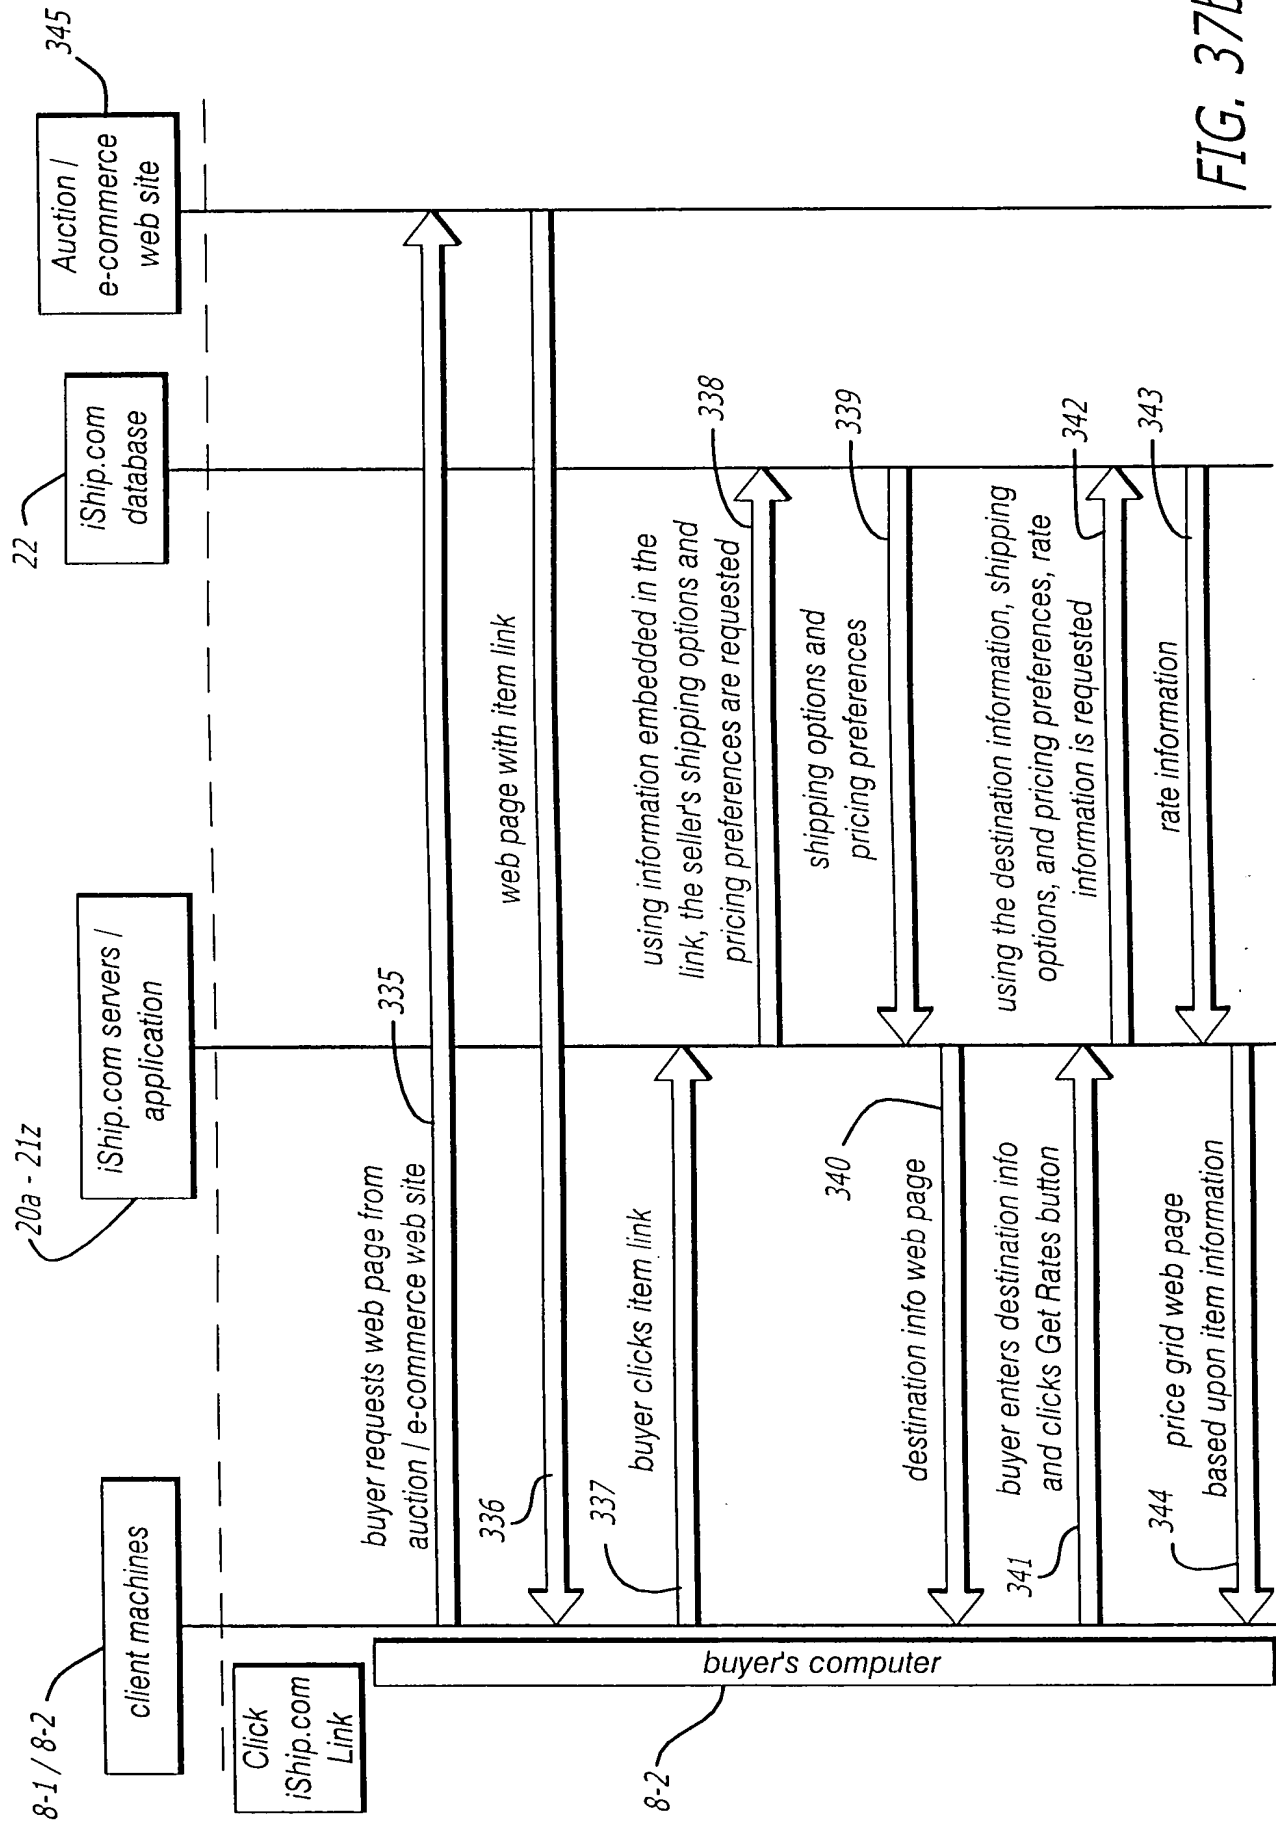 8-1 / 8-2
client machines
20a - 21z
iShip.com servers /
application
22
iShip.com
database
Auction /
e-commerce
web site
345
Click
iShip.com
Link
buyer requests web page from
auction / e-commerce web site
335
336
web page with item link
337
buyer clicks item link
using information embedded in the
link, the seller's shipping options and
pricing preferences are requested
338
shipping options and
pricing preferences
339
340
destination info web page
buyer enters destination info
and clicks Get Rates button
341
using the destination information, shipping
options, and pricing preferences, rate
information is requested
342
rate information
343
344
price grid web page
based upon item information
buyer's computer
8-2
FIG. 37b